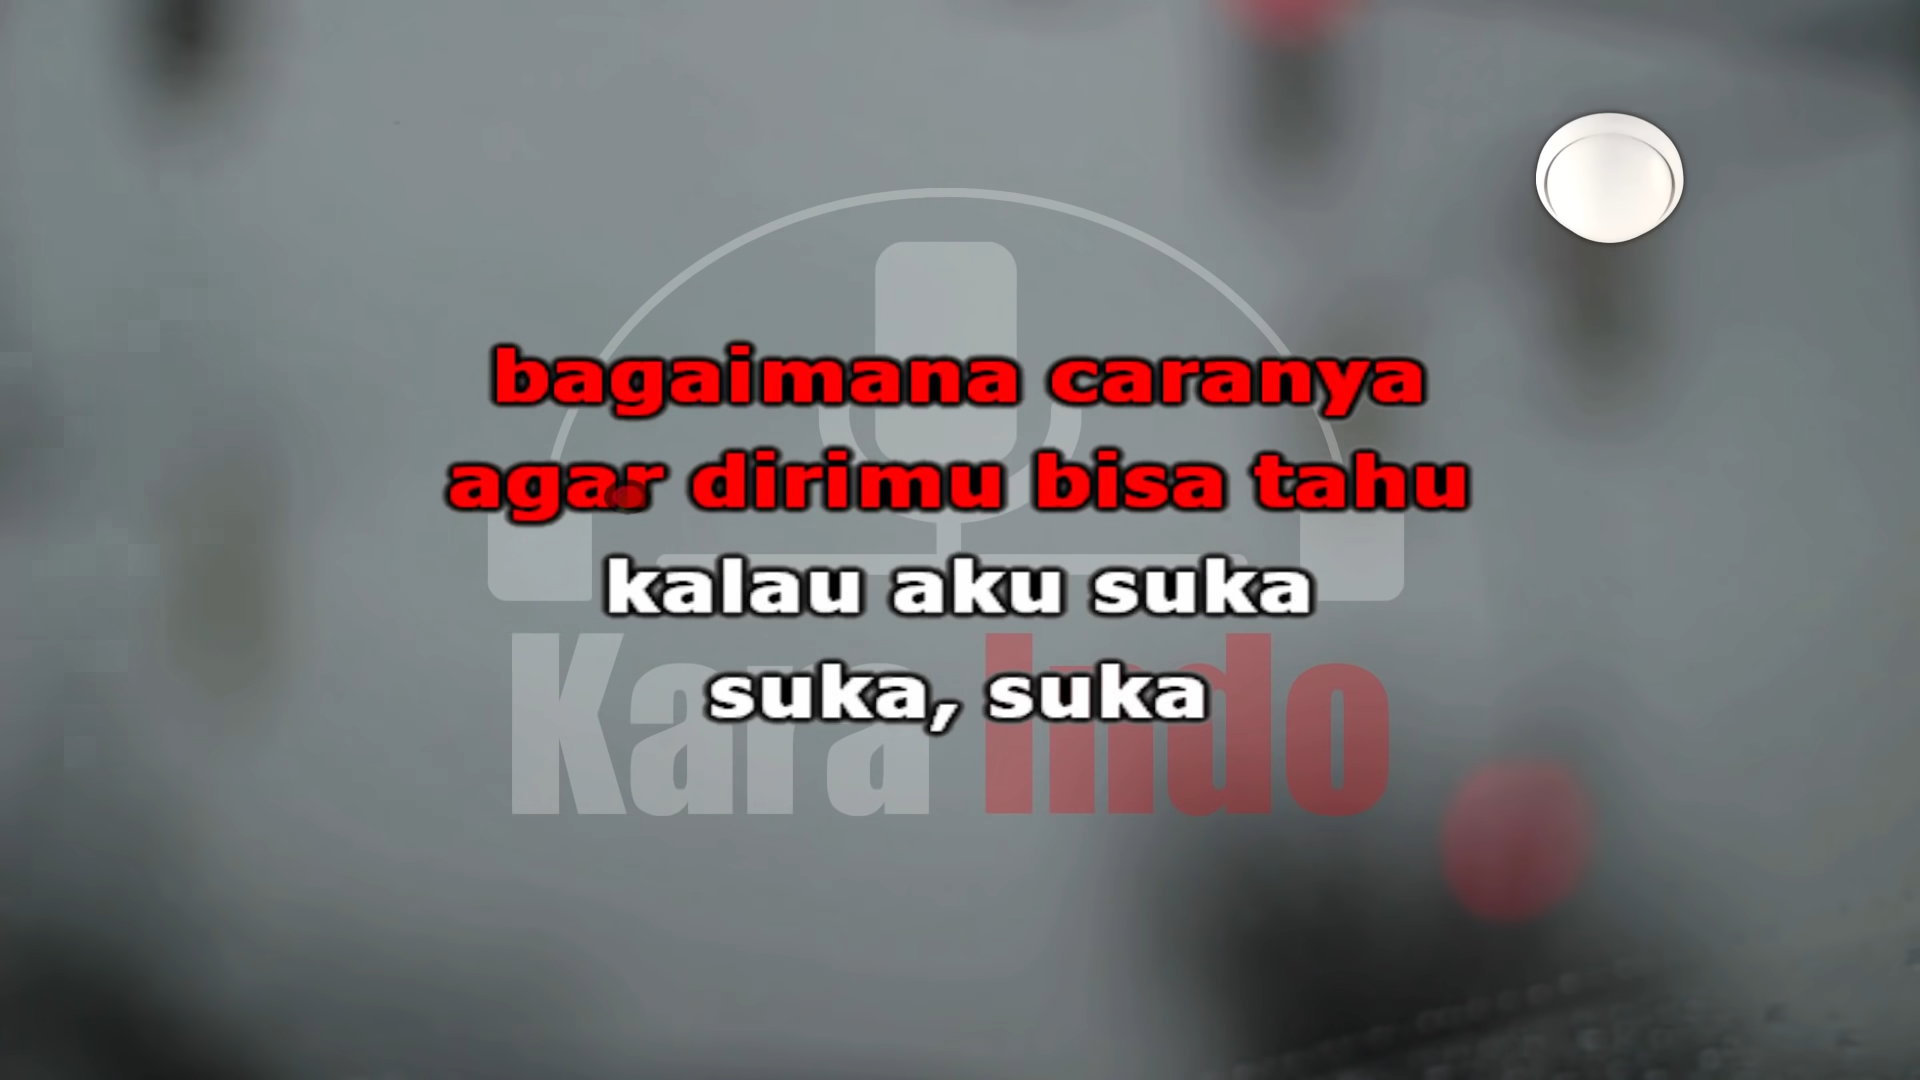 bagaimana caranya
agar dirimu bisa tahu
kalau aku suka
suka, suka
Kara Indo